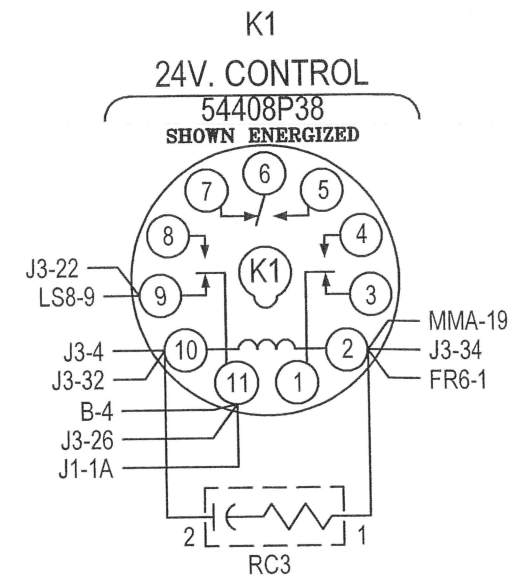 K1
24V. CONTROL
54408P38
SHOWN ENERGIZED
6
7
5
8
4
K1
J3-22
LS8-9
9
3
MMA-19
J3-4
10
2
J3-34
J3-32
11
1
FR6-1
B-4
J3-26
J1-1A
2
1
RC3